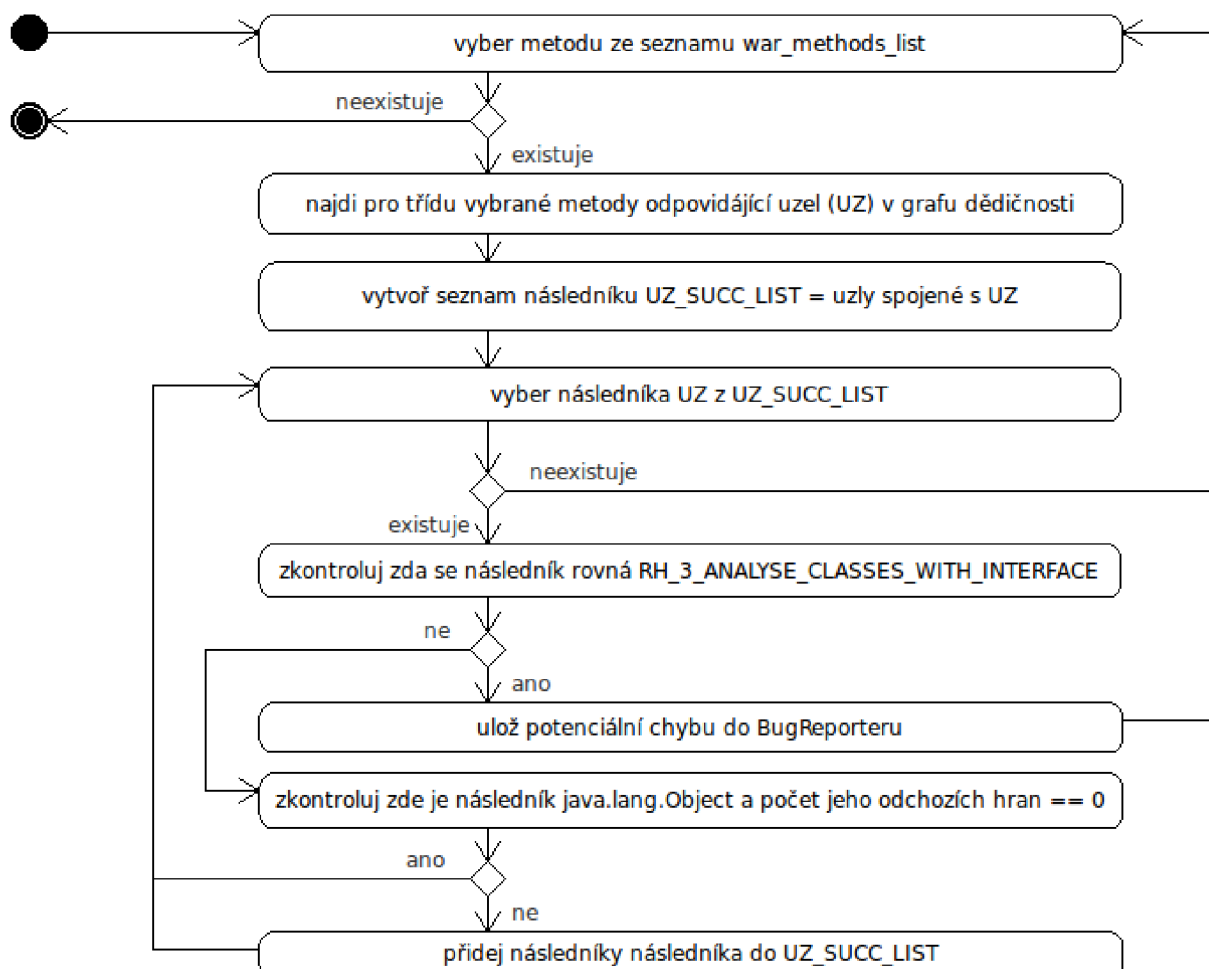 vyber metodu ze seznamu war_methods_list
neexistuje
existuje
najdi pro třídu vybrané metody odpovídájící uzel (UZ) v grafu dědičnosti
vytvoř seznam následníku UZ_SUCC_LIST = uzly spojené s UZ
vyber následníka UZ z UZ_SUCC_LIST
neexistuje
existuje
zkontroluj zda se následník rovná RH_3_ANALYSE_CLASSES_WITH_INTERFACE
ne
ano
ulož potenciální chybu do BugReporteru
zkontroluj zde je následník java.lang.Object a počet jeho odchozích hran == 0
ano
ne
přidej následníky následníka do UZ_SUCC_LIST